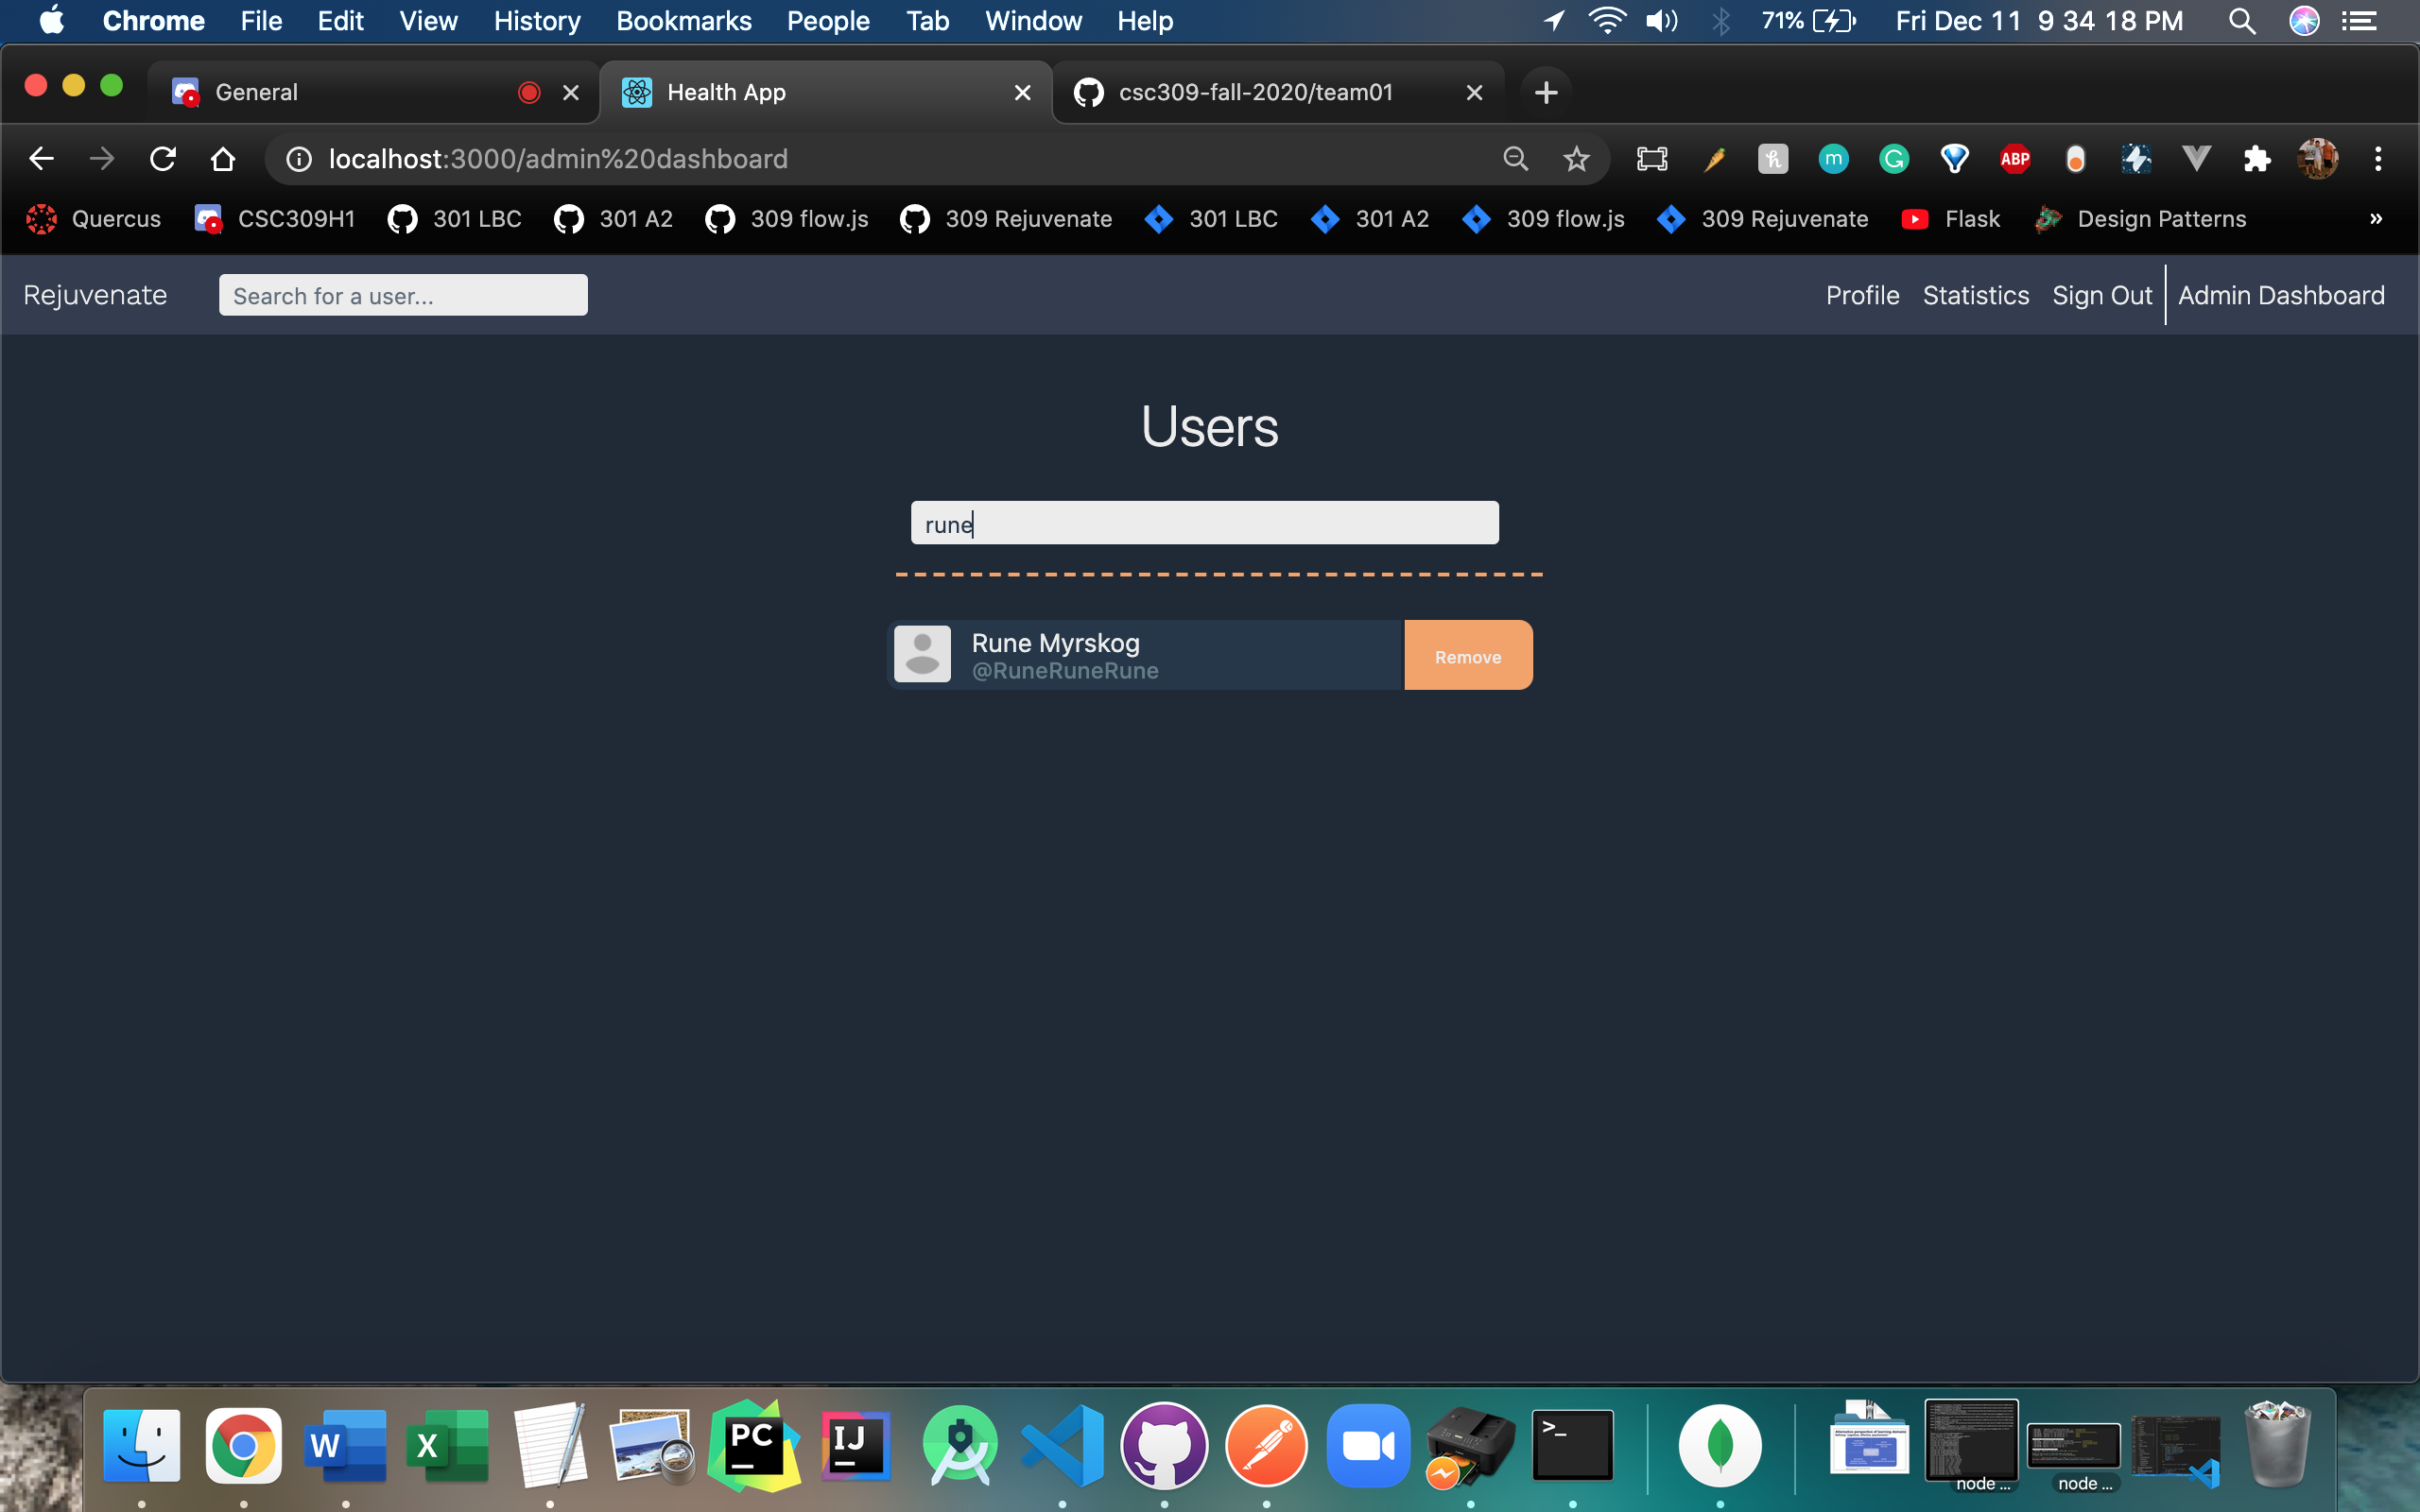 Chrome File Edit View History Bookmarks People Tab Window Help 71% Fri Dec 11 9 34 18 PM
General Health App csc309-fall-2020/team01
localhost:3000/admin%20dashboard
m ABP
Quercus CSC309H1 301 LBC 301 A2 309 flow.js 309 Rejuvenate 301 LBC 301 A2 309 flow.js 309 Rejuvenate Flask Design Patterns »
Rejuvenate Search for a user... Profile Statistics Sign Out Admin Dashboard
Users
rune
Rune Myrskog
@RuneRuneRune
Remove
W X PC IJ >_
node ... node ...